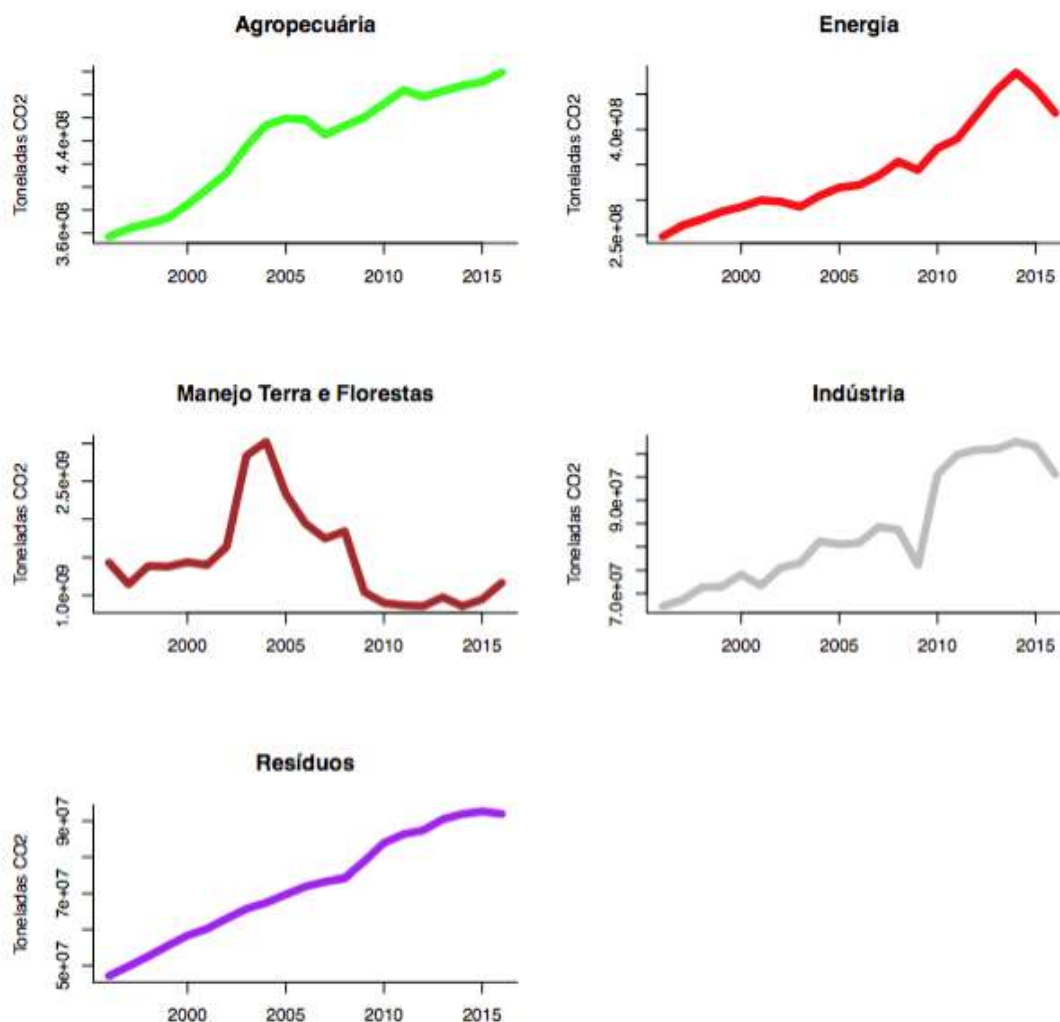 Agropecuária
Toneladas CO2
3.6e+08
4.4e+08
2000
2005
2010
2015
Energia
Toneladas CO2
2.5e+08
4.0e+08
2000
2005
2010
2015
Manejo Terra e Florestas
Toneladas CO2
1.0e+09
2.5e+09
2000
2005
2010
2015
Indústria
Toneladas CO2
7.0e+07
9.0e+07
2000
2005
2010
2015
Resíduos
Toneladas CO2
5e+07
7e+07
9e+07
2000
2005
2010
2015